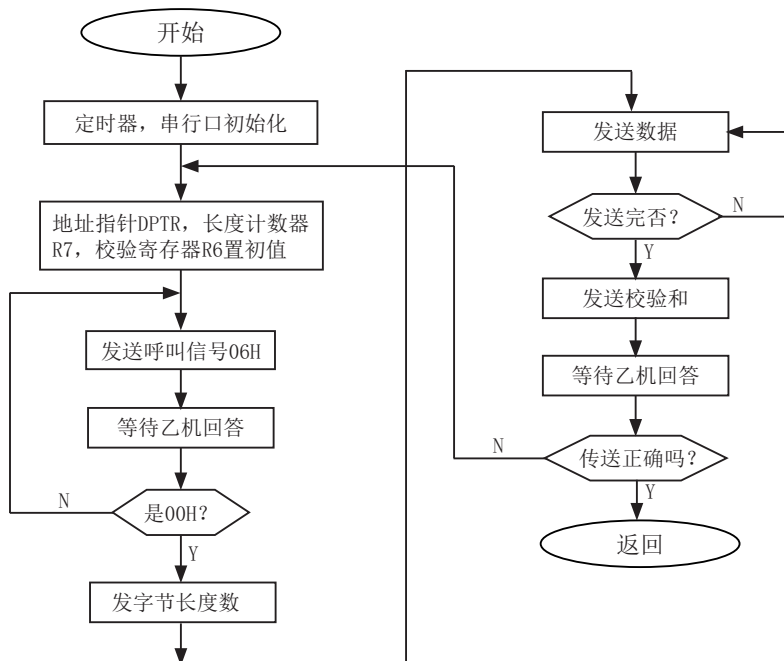 开始
定时器，串行口初始化
地址指针DPTR，长度计数器
R7，校验寄存器R6置初值
发送呼叫信号06H
等待乙机回答
是00H？
N
Y
发字节长度数
发送数据
发送完否？
N
Y
发送校验和
等待乙机回答
传送正确吗？
N
Y
返回